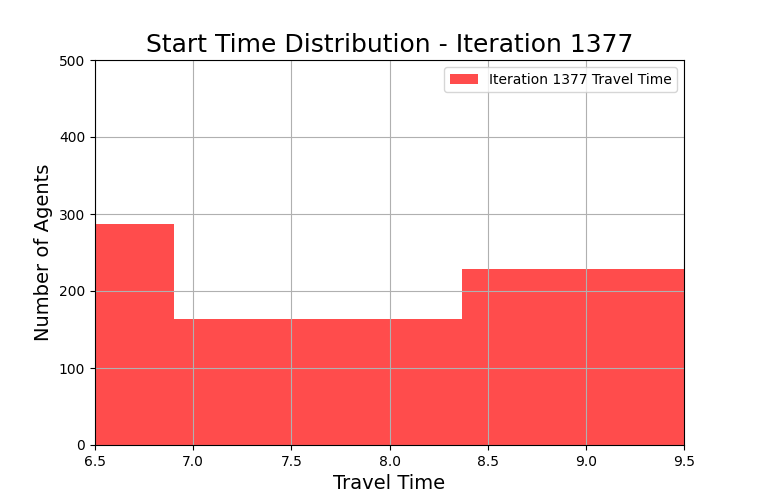 Start Time Distribution - Iteration 1377
Iteration 1377 Travel Time
Number of Agents
500
400
300
200
100
0
6.5 7.0 7.5 8.0 8.5 9.0 9.5
Travel Time